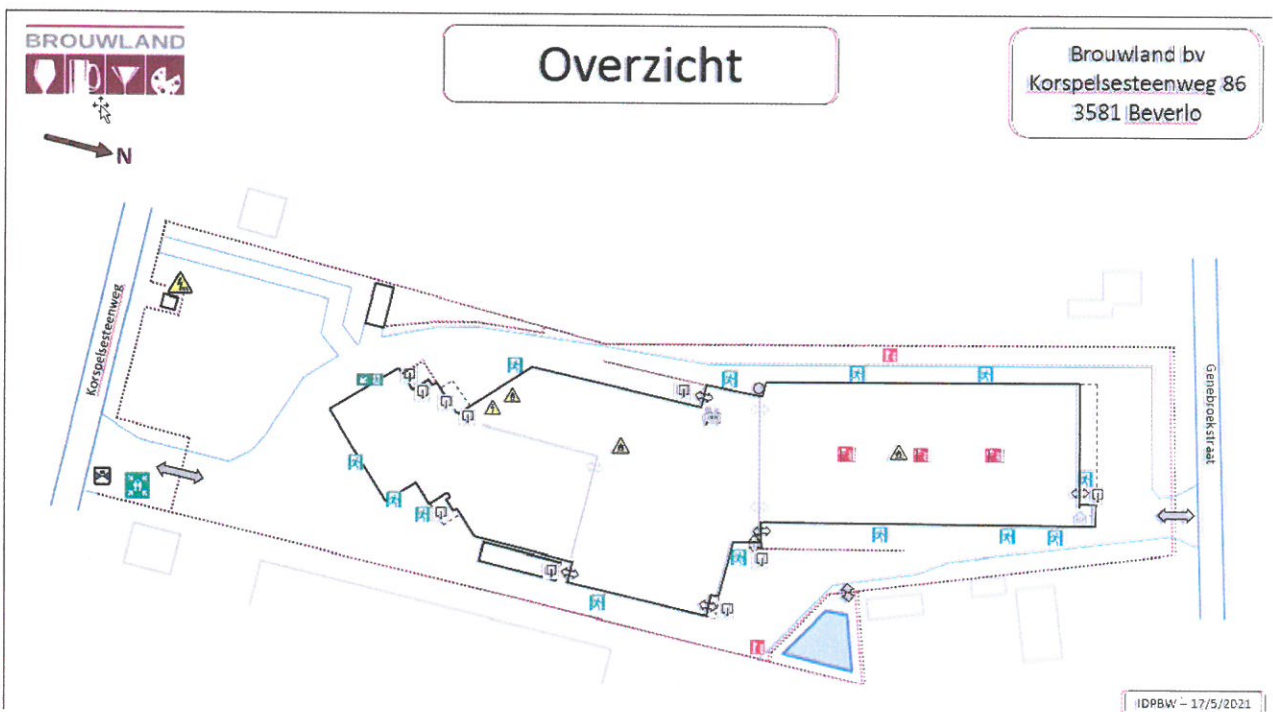 BROUWLAND
Overzicht
Brouwland bv
Korspelsesteenweg 86
3581 Beverlo
N
Korspelsesteenweg
Genebroekstraat
IDPBW – 17/5/2021